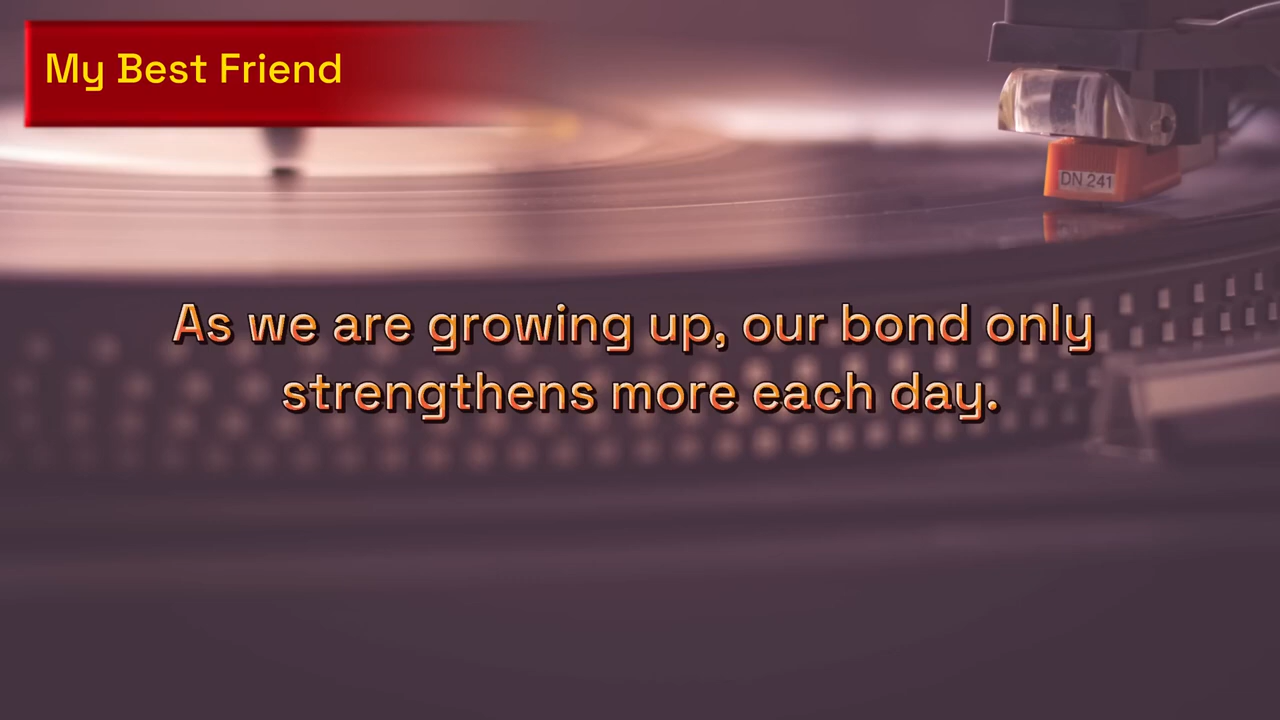 My Best Friend
DN 241
As we are growing up, our bond only
strengthens more each day.